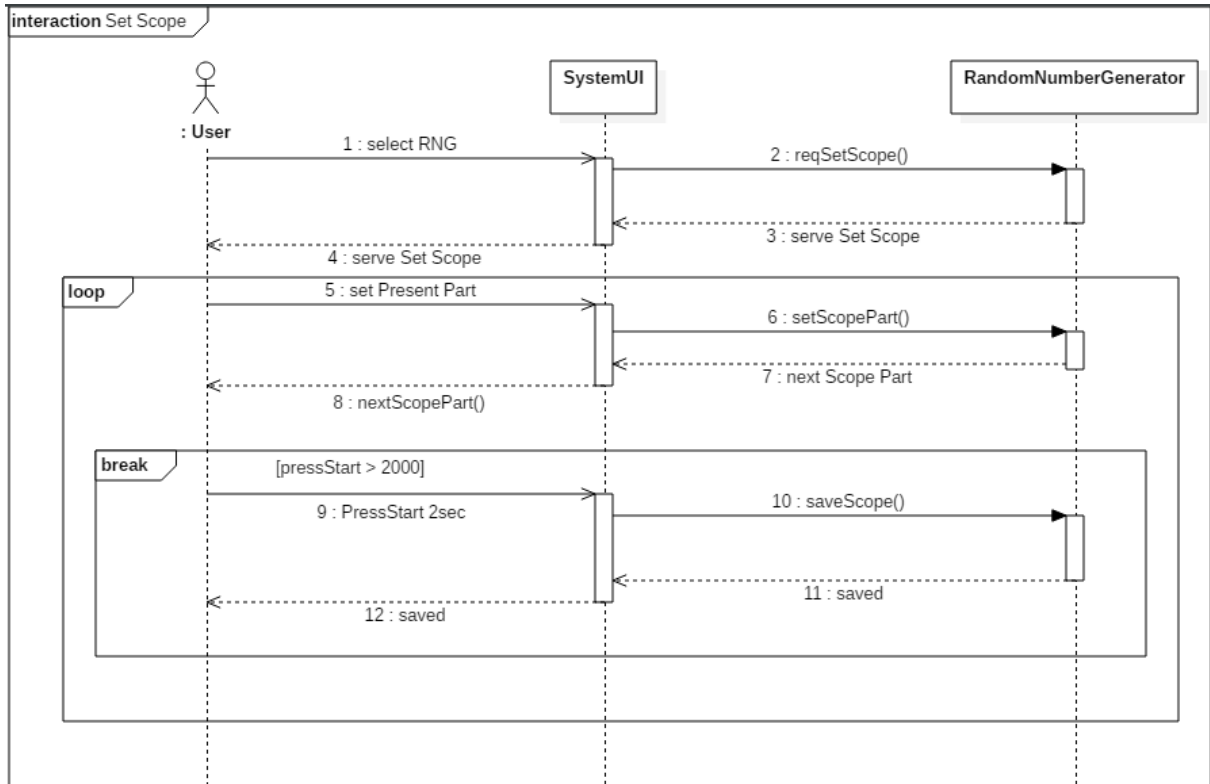 interaction Set Scope
SystemUI
RandomNumberGenerator
: User
1 : select RNG
2 : reqSetScope()
3 : serve Set Scope
4 : serve Set Scope
loop
5 : set Present Part
6 : setScopePart()
7 : next Scope Part
8 : nextScopePart()
break
[pressStart > 2000]
9 : PressStart 2sec
10 : saveScope()
11 : saved
12 : saved